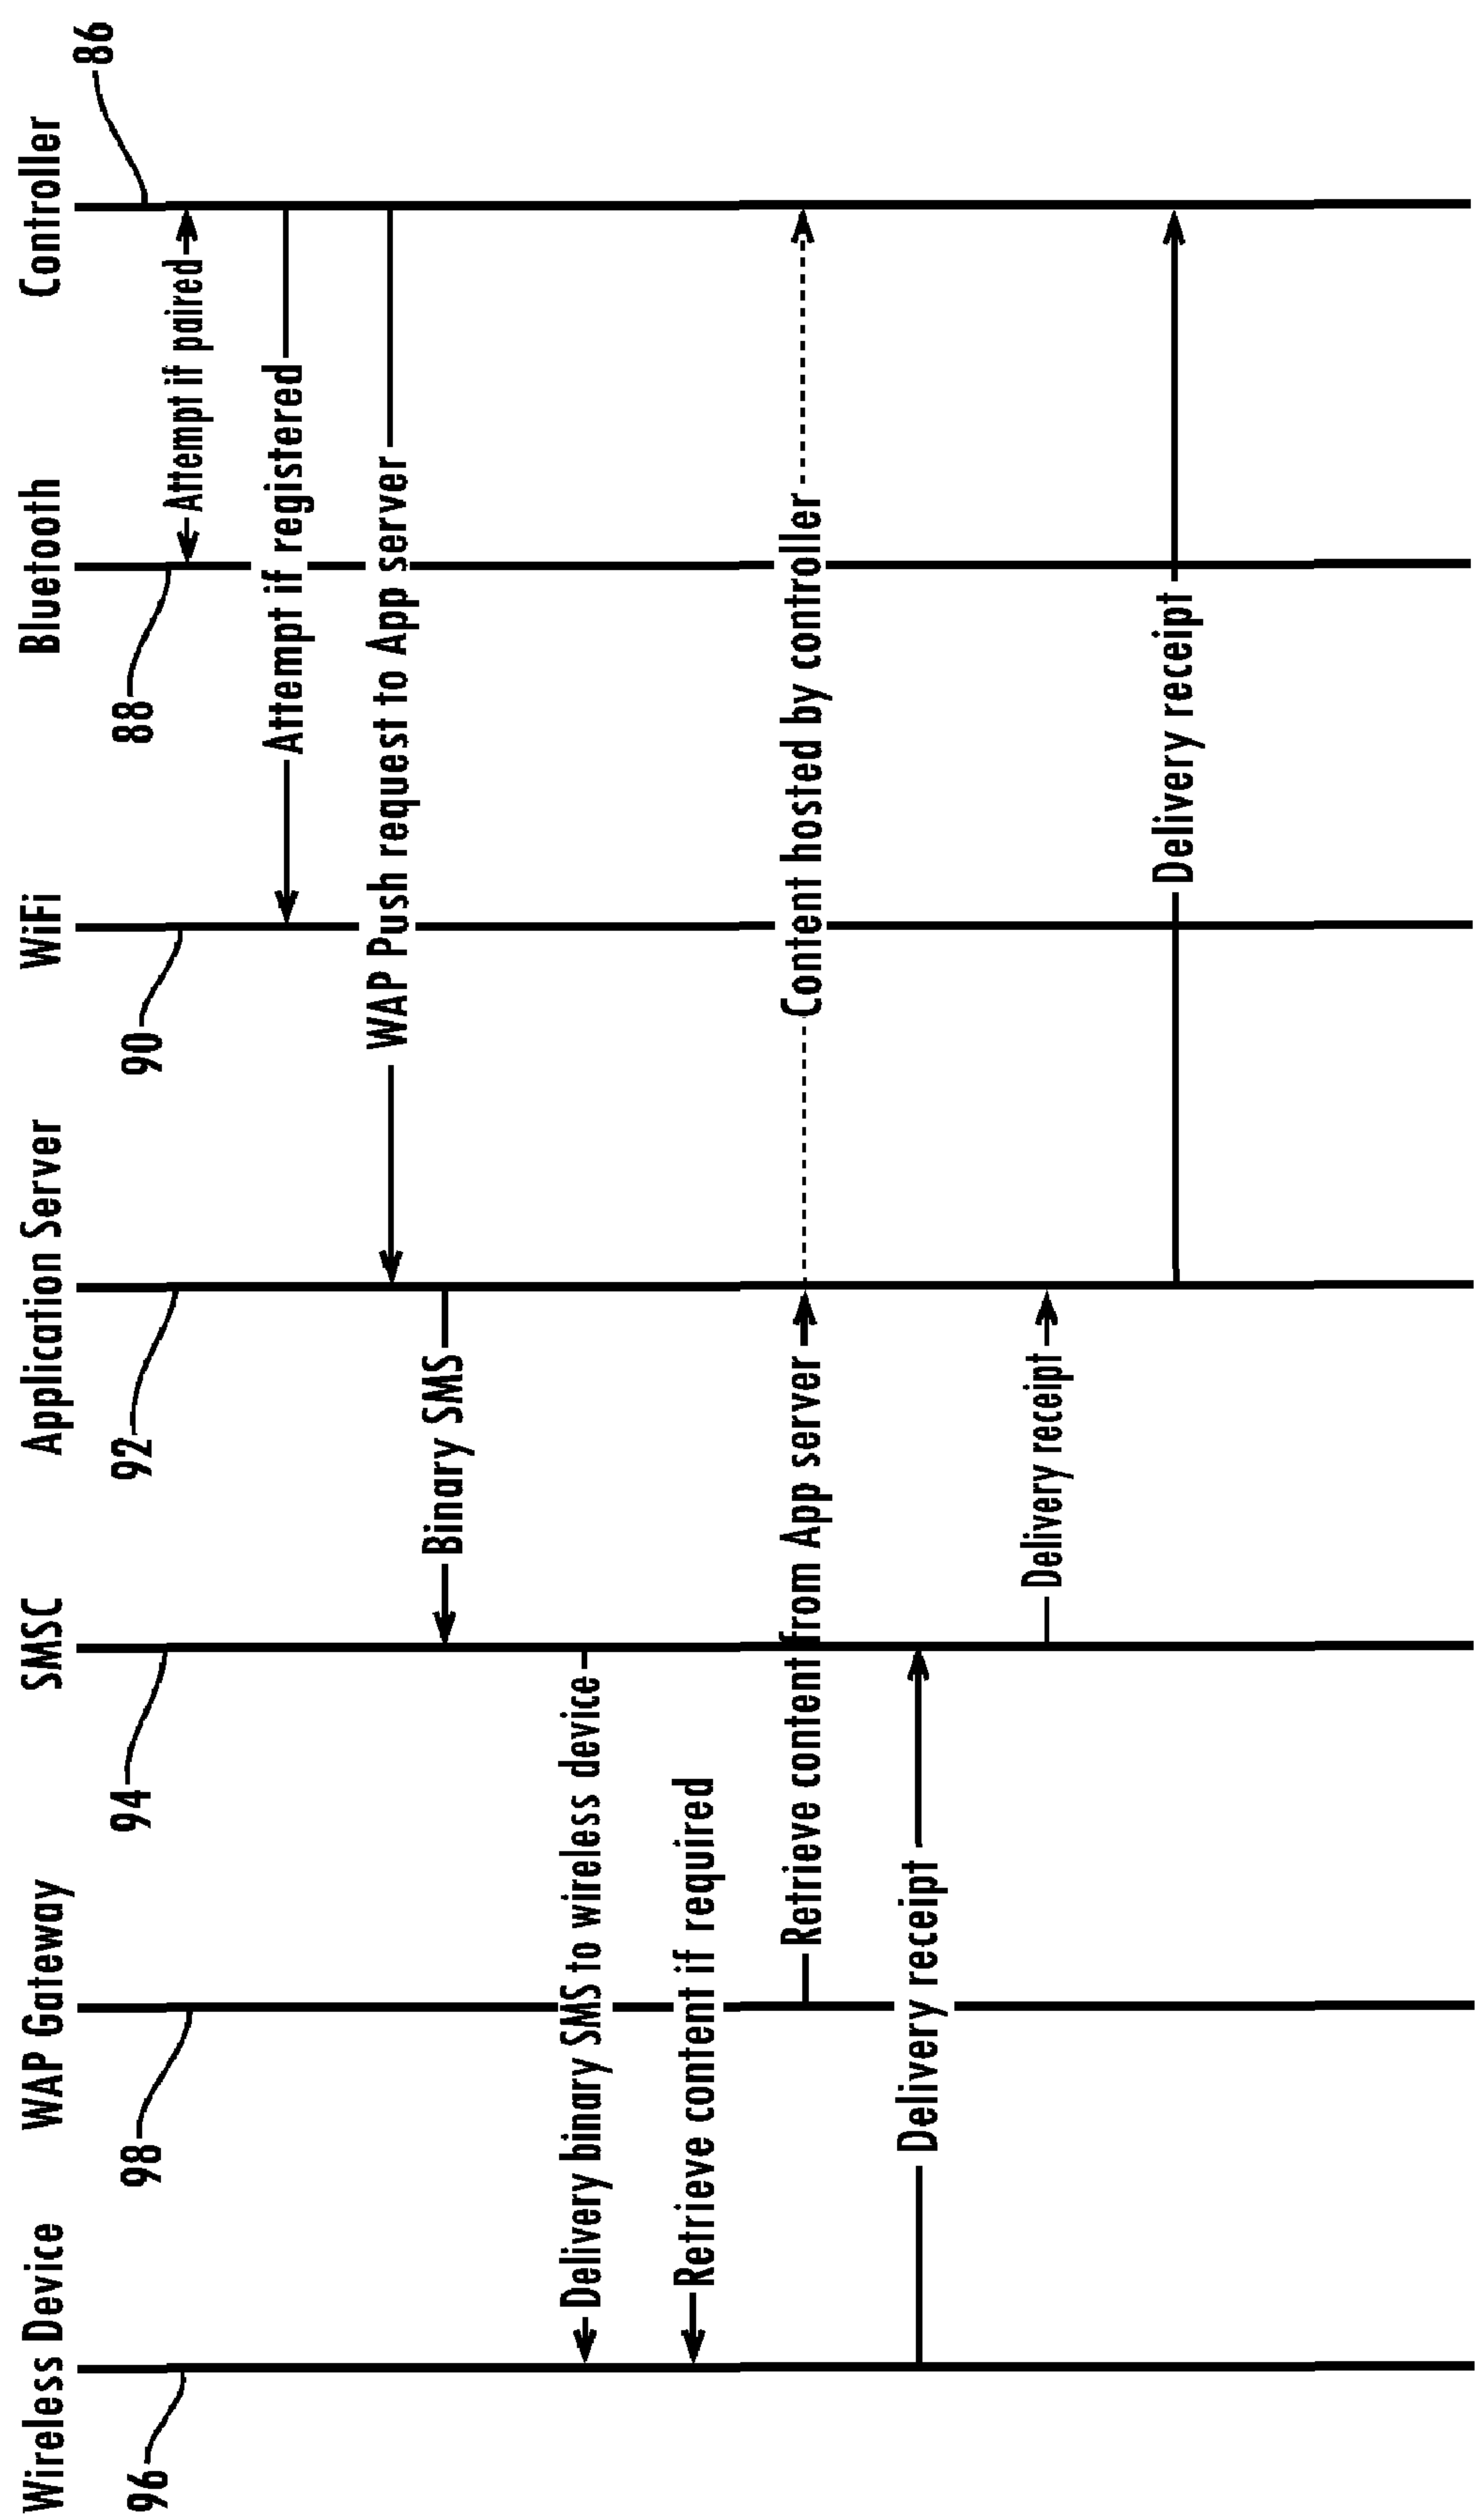 Wireless Device
WAP Gateway
SMSC
Application Server
WiFi
Bluetooth
Controller
96
98
94
92
90
88
86
Attempt if paired
Attempt if registered
WAP Push request to App server
Binary SMS
Delivery binary SMS to wireless device
Retrieve content if required
Retrieve content from App server
Content hosted by controller
Delivery receipt
Delivery receipt
Delivery receipt